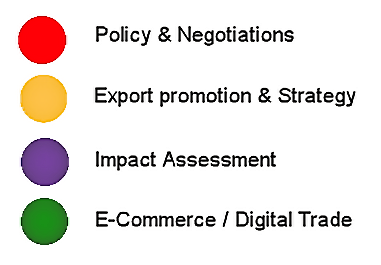 Policy & Negotiations
Export promotion & Strategy
Impact Assessment
E-Commerce / Digital Trade